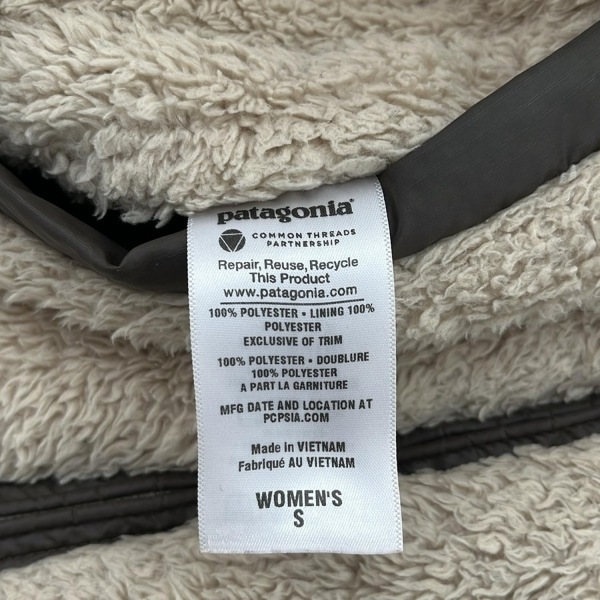 patagonia®
COMMON THREADS
PARTNERSHIP
Repair, Reuse, Recycle
This Product
www.patagonia.com
100% POLYESTER • LINING 100%
POLYESTER
EXCLUSIVE OF TRIM
100% POLYESTER • DOUBLURE
100% POLYESTER
A PART LA GARNITURE
MFG DATE AND LOCATION AT
PCPSIA.COM
Made in VIETNAM
Fabriqué AU VIETNAM
WOMEN'S
S